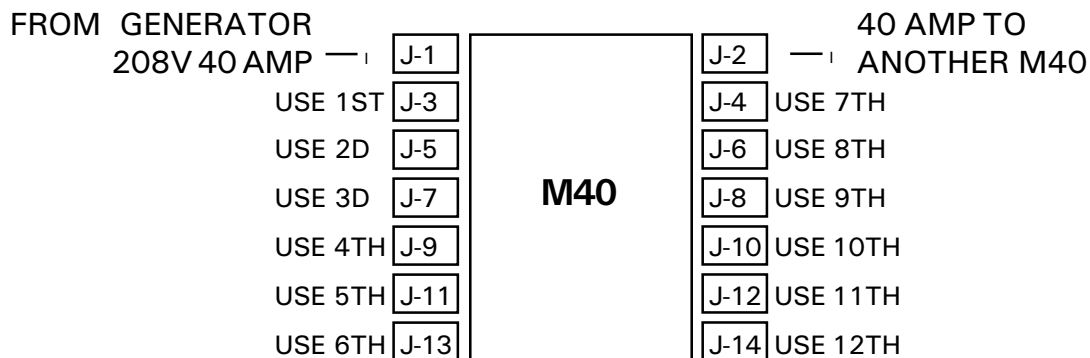 FROM GENERATOR
208V 40 AMP
J-1
J-2
40 AMP TO
ANOTHER M40
USE 1ST J-3
J-4 USE 7TH
USE 2D J-5
J-6 USE 8TH
USE 3D J-7
M40
J-8 USE 9TH
USE 4TH J-9
J-10 USE 10TH
USE 5TH J-11
J-12 USE 11TH
USE 6TH J-13
J-14 USE 12TH